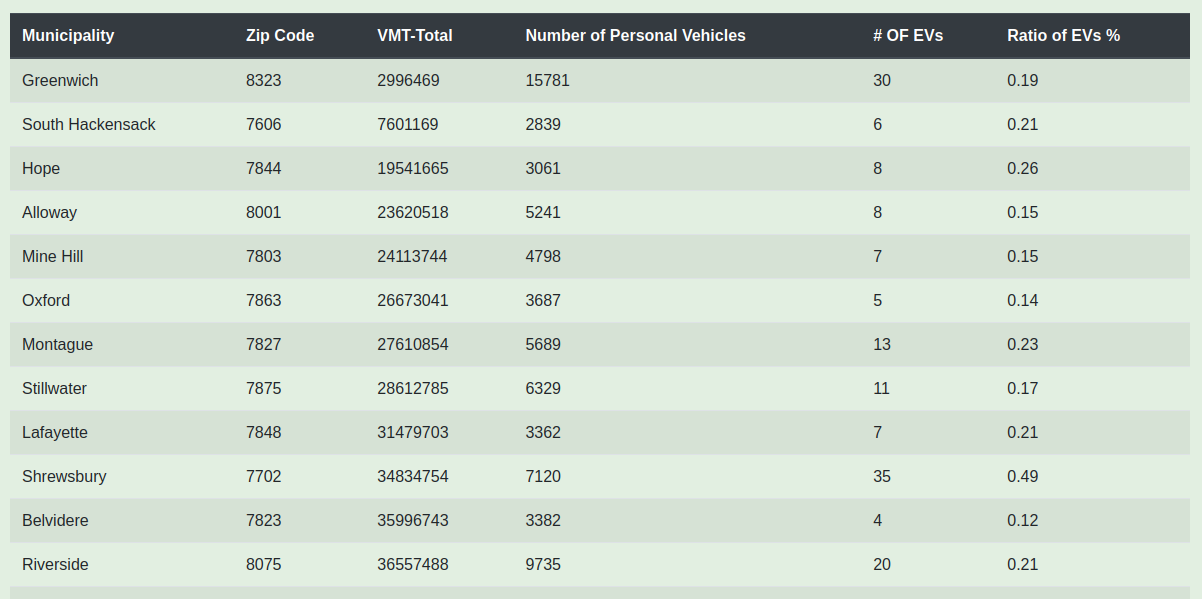 Municipality Zip Code VMT-Total Number of Personal Vehicles # OF EVs Ratio of EVs %
Greenwich 8323 2996469 15781 30 0.19
South Hackensack 7606 7601169 2839 6 0.21
Hope 7844 19541665 3061 8 0.26
Alloway 8001 23620518 5241 8 0.15
Mine Hill 7803 24113744 4798 7 0.15
Oxford 7863 26673041 3687 5 0.14
Montague 7827 27610854 5689 13 0.23
Stillwater 7875 28612785 6329 11 0.17
Lafayette 7848 31479703 3362 7 0.21
Shrewsbury 7702 34834754 7120 35 0.49
Belvidere 7823 35996743 3382 4 0.12
Riverside 8075 36557488 9735 20 0.21